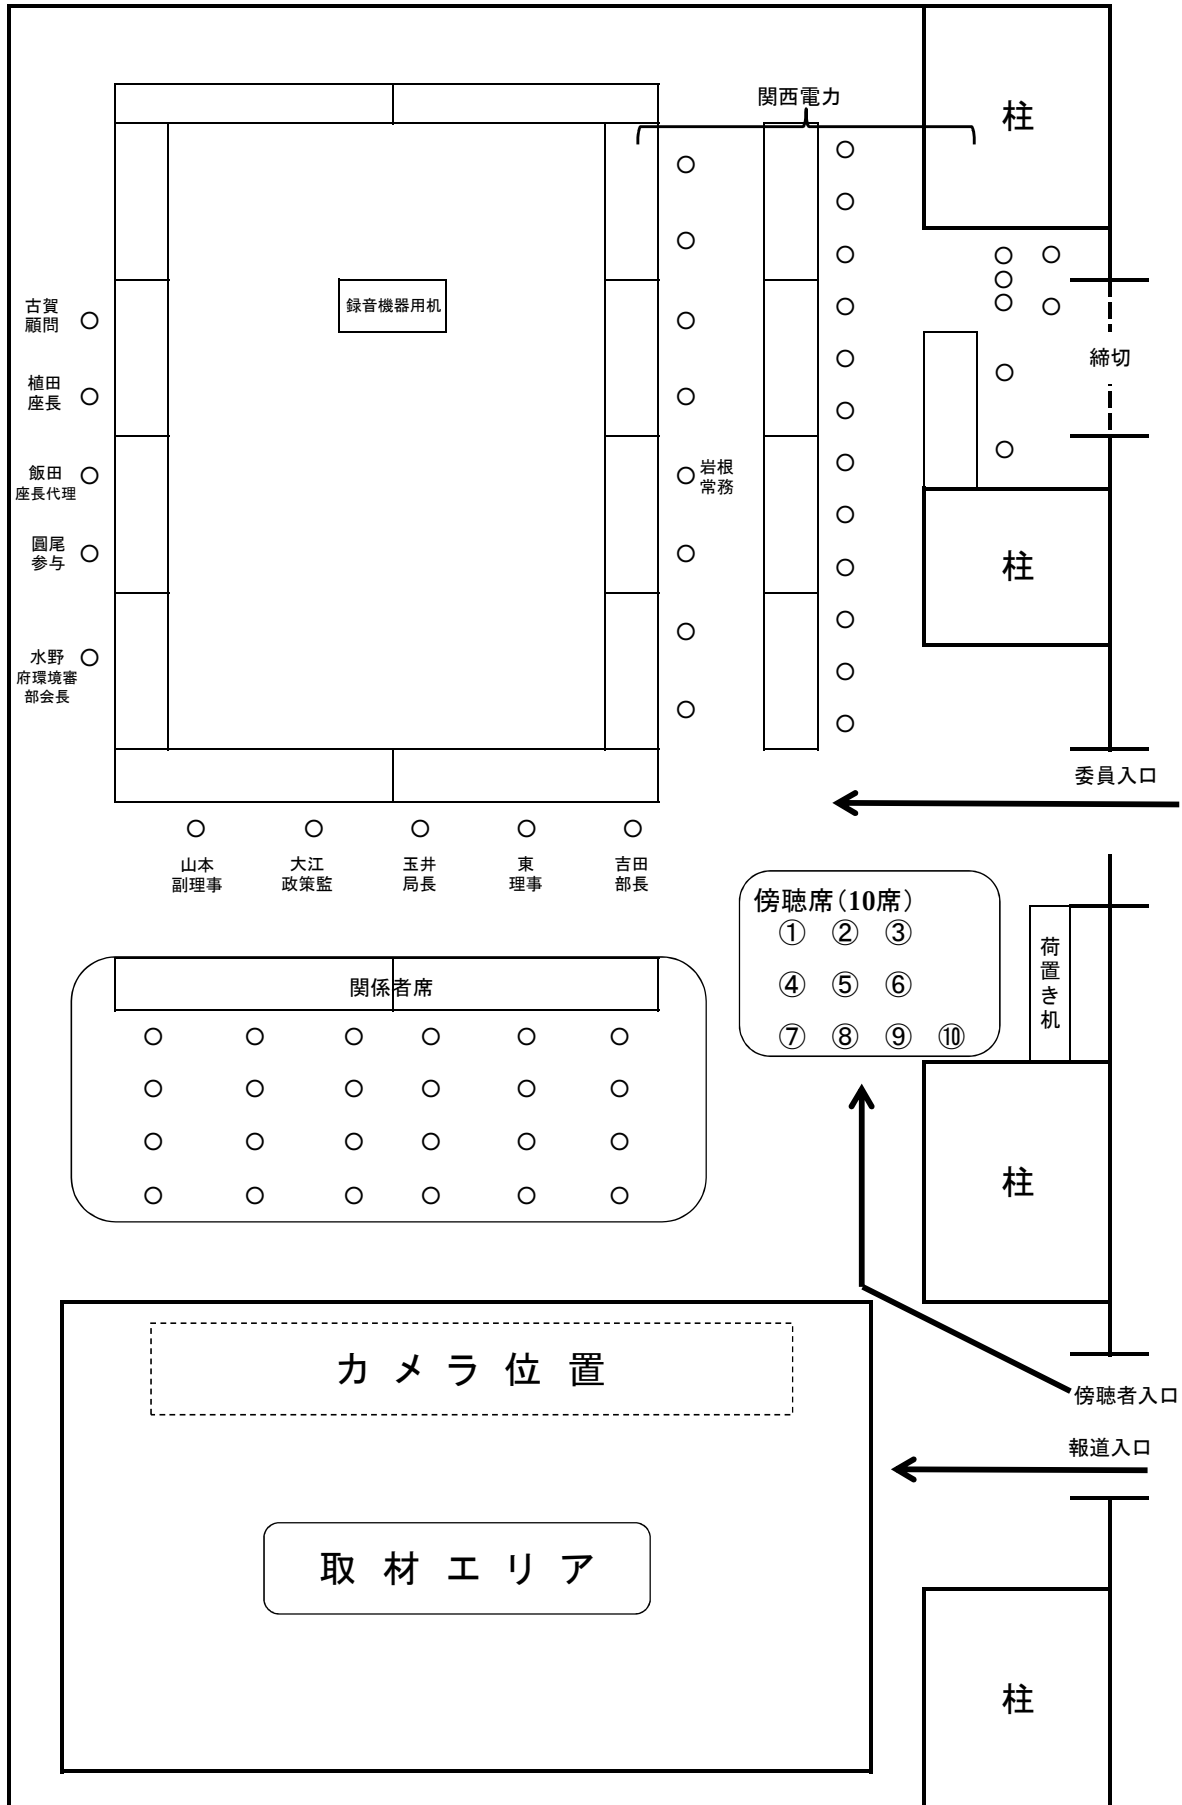 関西電力
柱
録音機器用机
古賀
顧問
植田
座長
飯田
座長代理
圓尾
参与
水野
府環境審
部会長
岩根
常務
締切
柱
委員入口
山本
副理事
大江
政策監
玉井
局長
東
理事
吉田
部長
傍聴席(10席)
① ② ③
④ ⑤ ⑥
⑦ ⑧ ⑨ ⑩
荷置き机
関係者席
柱
カメラ位置
傍聴者入口
報道入口
取材エリア
柱